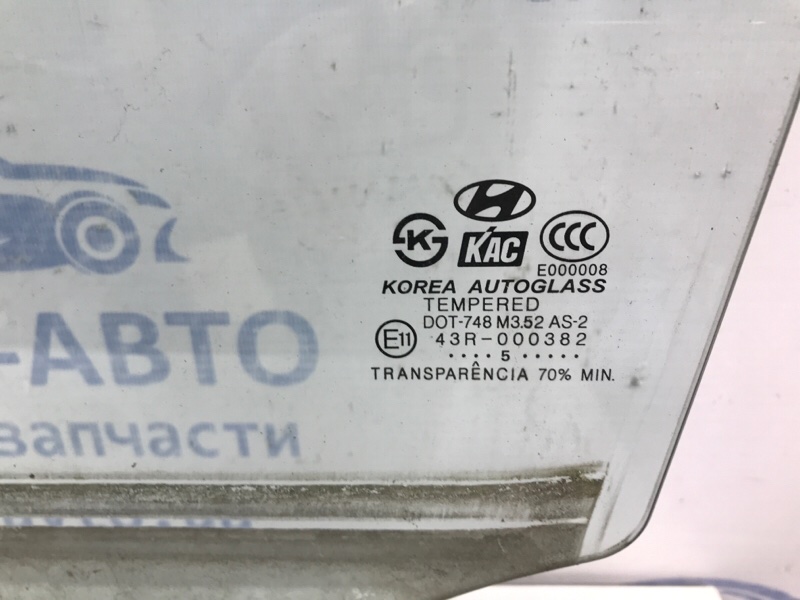 K
KAC
CCC
E000008
KOREA AUTOGLASS
TEMPERED
DOT-748 M3.52 AS-2
E11 43R-000382
···· 5 ·····
TRANSPARÊNCIA 70% MIN.
-АВТО
запчасти